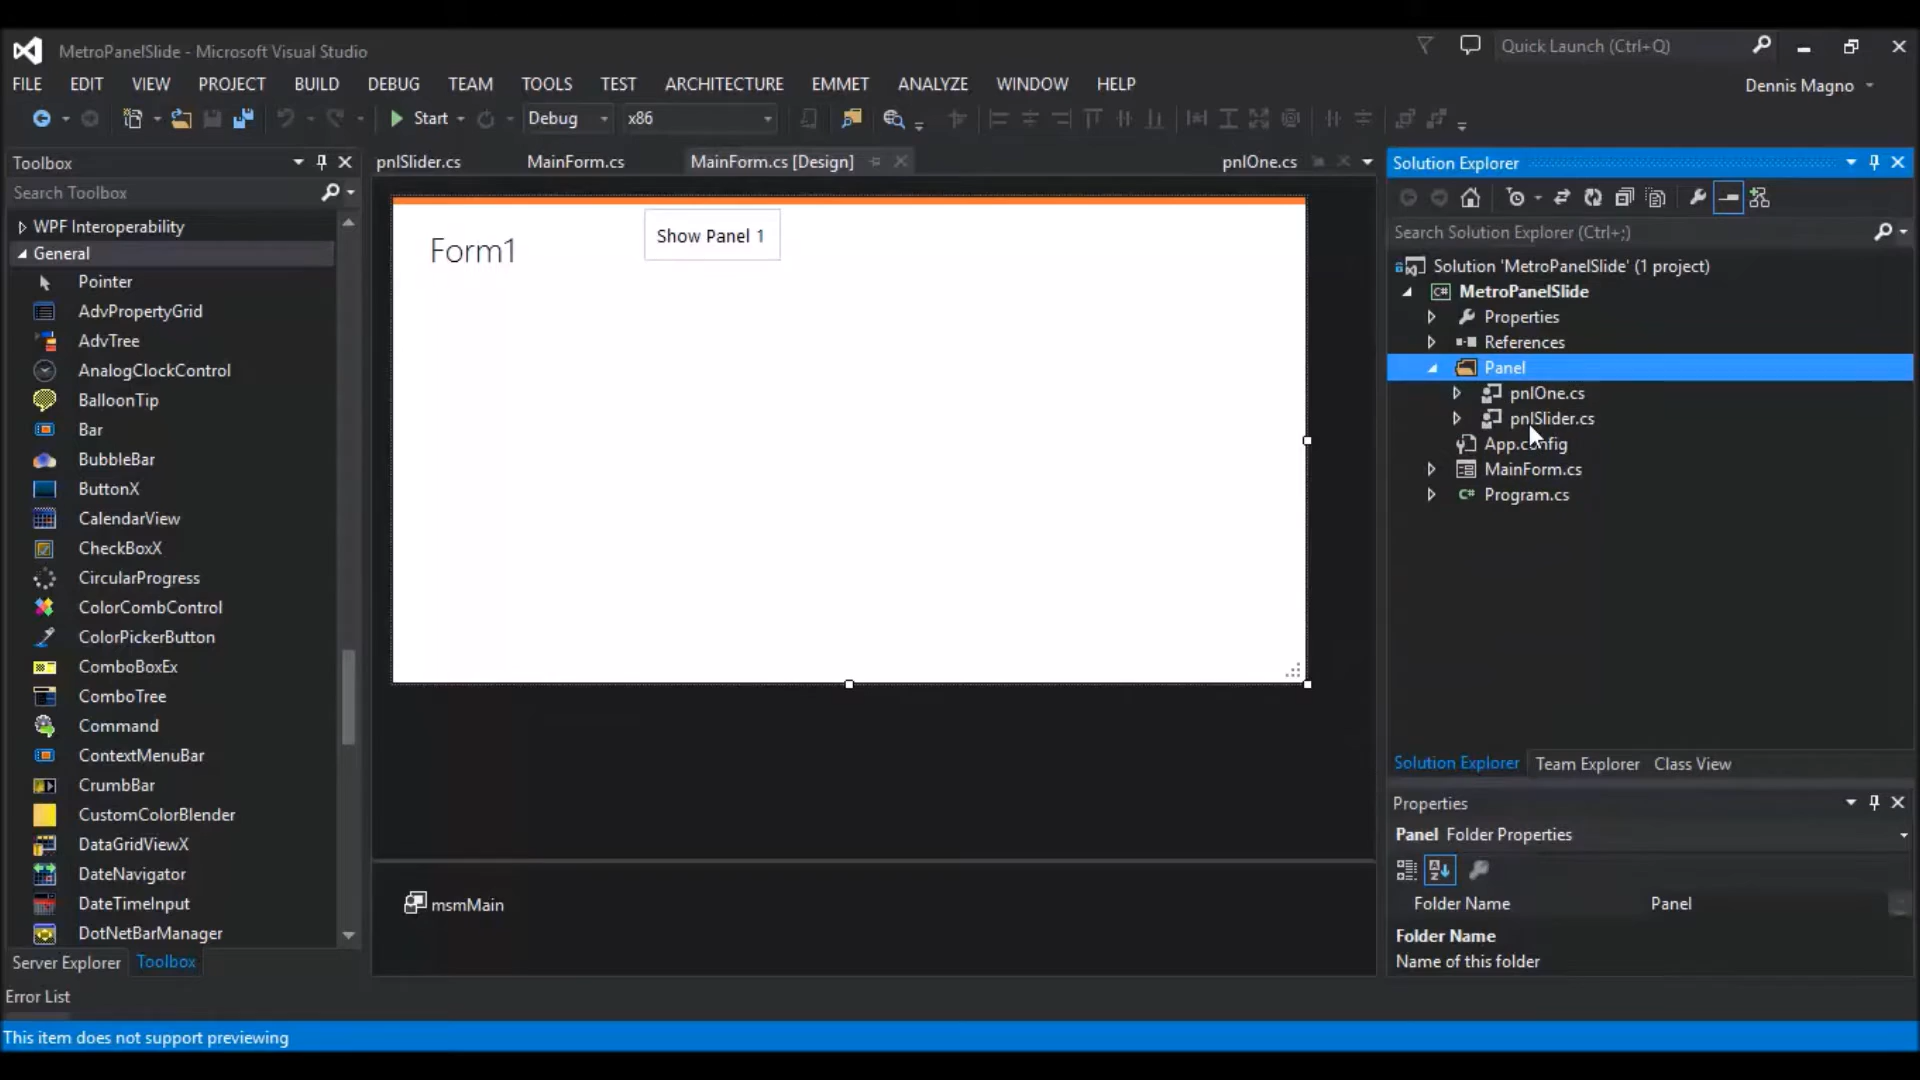 MetroPanelSlide - Microsoft Visual Studio
Quick Launch (Ctrl+Q)
FILE EDIT VIEW PROJECT BUILD DEBUG TEAM TOOLS TEST ARCHITECTURE EMMET ANALYZE WINDOW HELP
Dennis Magno
Start Debug x86
Toolbox
Search Toolbox
WPF Interoperability
General
Pointer
AdvPropertyGrid
AdvTree
AnalogClockControl
BalloonTip
Bar
BubbleBar
ButtonX
CalendarView
CheckBoxX
CircularProgress
ColorCombControl
ColorPickerButton
ComboBoxEx
ComboTree
Command
ContextMenuBar
CrumbBar
CustomColorBlender
DataGridViewX
DateNavigator
DateTimeInput
DotNetBarManager
Server Explorer Toolbox
pnlSlider.cs MainForm.cs MainForm.cs [Design] pnlOne.cs
Form1
Show Panel 1
msmMain
Solution Explorer
Search Solution Explorer (Ctrl+;)
Solution 'MetroPanelSlide' (1 project)
C# MetroPanelSlide
Properties
References
Panel
pnlOne.cs
pnlSlider.cs
App.config
MainForm.cs
C# Program.cs
Solution Explorer Team Explorer Class View
Properties
Panel Folder Properties
Folder Name Panel
Folder Name
Name of this folder
Error List
This item does not support previewing